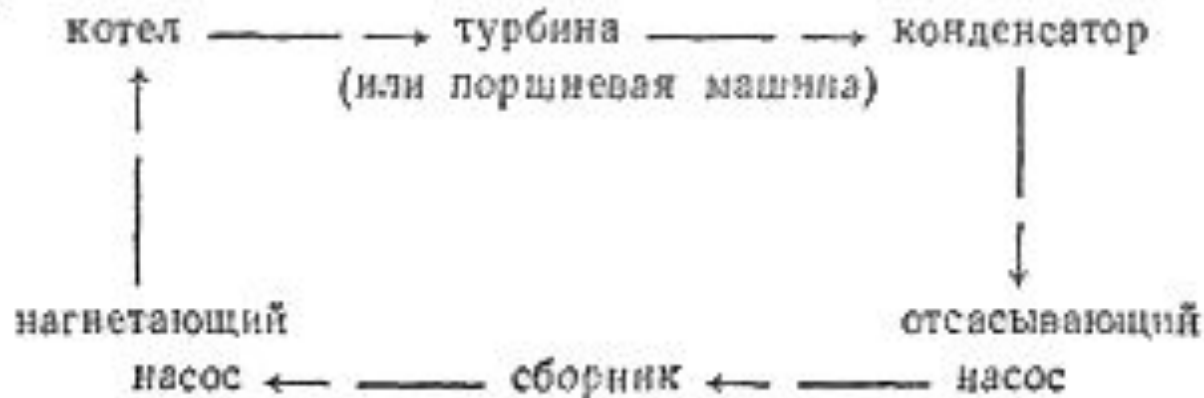 котел → турбина → конденсатор
(или поршневая машина)
нагнетающий отсасывающий
насос ← сборник ← насос